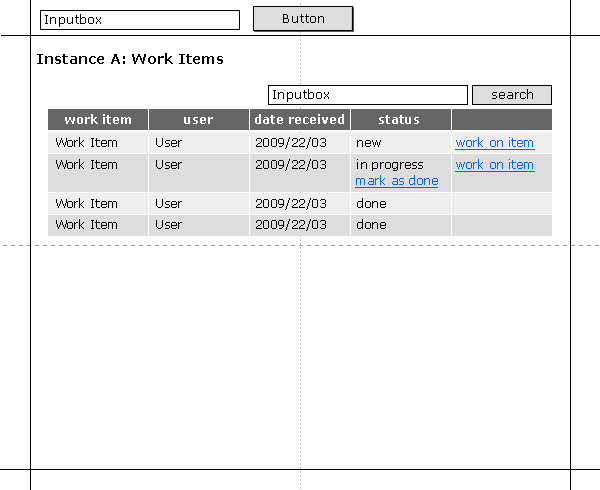 Inputbox Button
Instance A: Work Items
Inputbox search
work item user date received status
Work Item User 2009/22/03 new work on item
Work Item User 2009/22/03 in progress work on item
mark as done
Work Item User 2009/22/03 done
Work Item User 2009/22/03 done